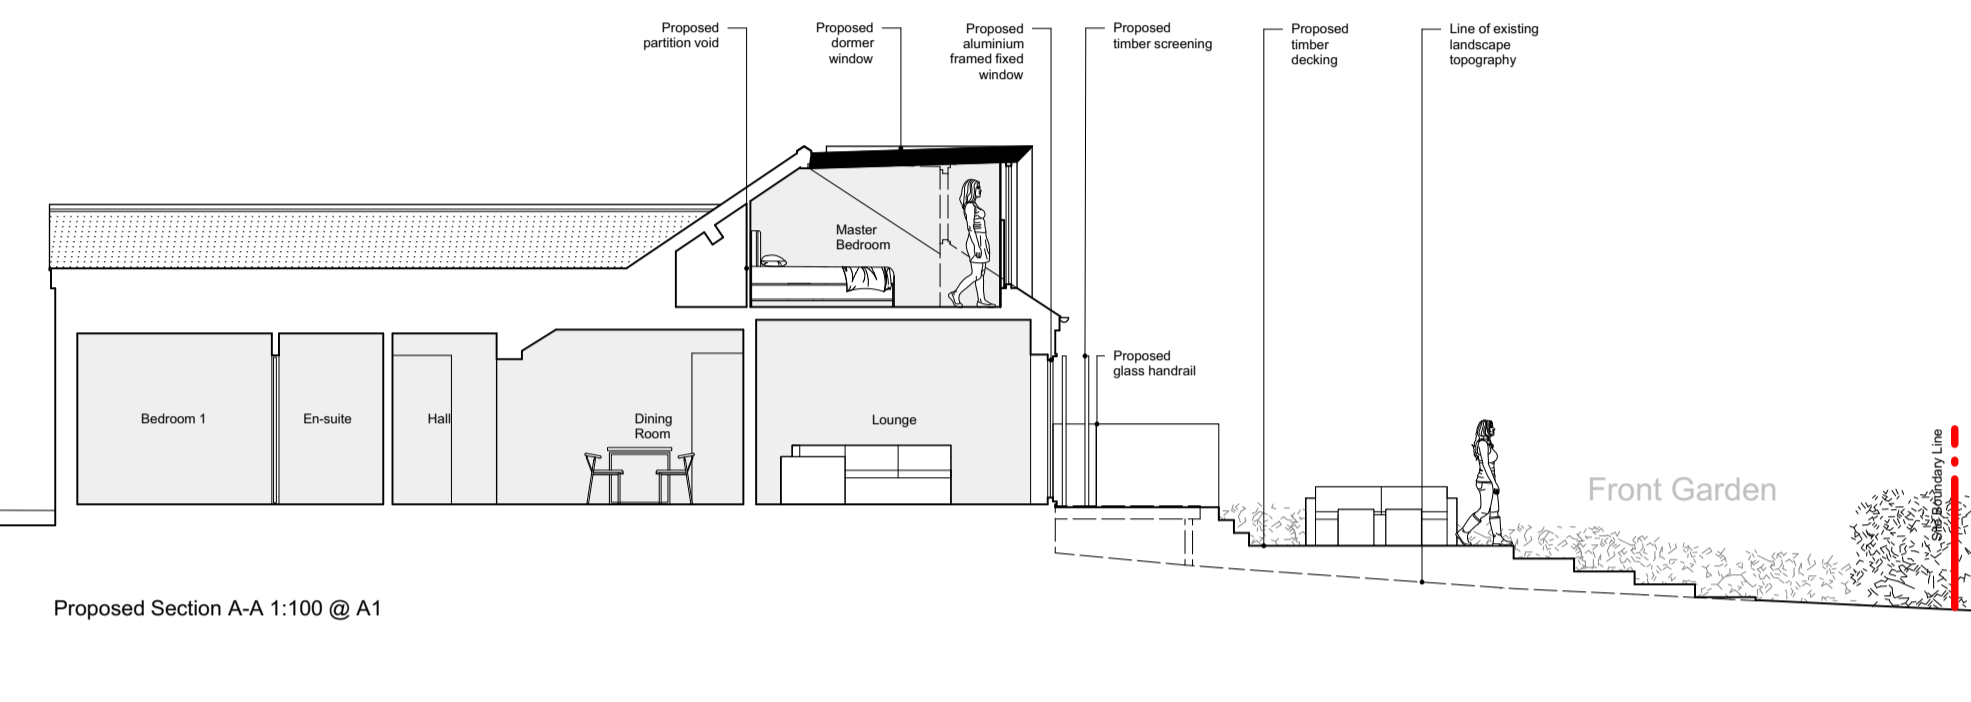 Proposed
partition void
Proposed
dormer
window
Proposed
aluminium
framed fixed
window
Proposed
timber screening
Proposed
timber
decking
Line of existing
landscape
topography
Master
Bedroom
Proposed
glass handrail
Bedroom 1
En-suite
Hall
Dining
Room
Lounge
Front Garden
Site Boundary Line
Proposed Section A-A 1:100 @ A1